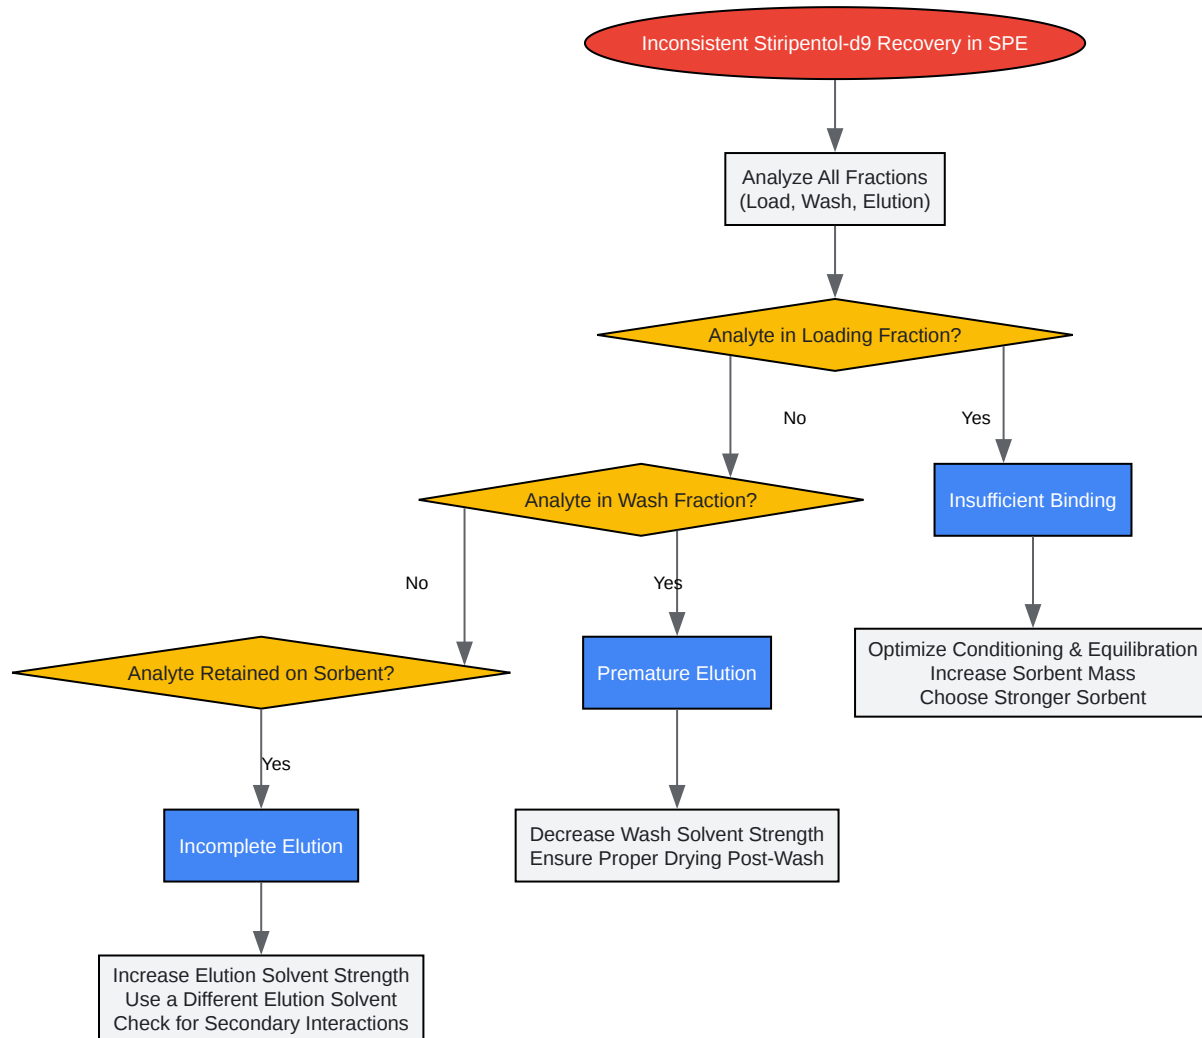 Inconsistent Stiripentol-d9 Recovery in SPE
Analyze All Fractions
(Load, Wash, Elution)
Analyte in Loading Fraction?
No
Yes
Analyte in Wash Fraction?
Insufficient Binding
No
Yes
Optimize Conditioning & Equilibration
Increase Sorbent Mass
Choose Stronger Sorbent
Analyte Retained on Sorbent?
Premature Elution
Yes
Incomplete Elution
Decrease Wash Solvent Strength
Ensure Proper Drying Post-Wash
Increase Elution Solvent Strength
Use a Different Elution Solvent
Check for Secondary Interactions